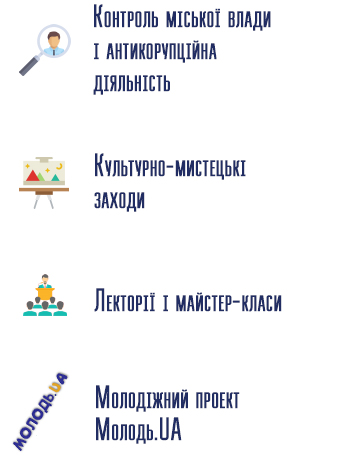 Контроль міської влади
і антикорупційна
діяльність
Культурно-мистецькі
заходи
Лекторії і майстер-класи
МОЛОДЬ.UA
Молодіжний проект
Молодь.UA